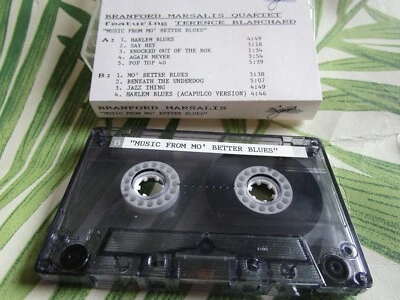 BRANFORD MARSALIS QUARTET
featuring TERENCE BLANCHARD
"MUSIC FROM MO' BETTER BLUES"
A: 1. HARLEM BLUES 4:49
2. SAY HEY 3:18
3. KNOCKED OUT OF THE BOX 1:34
4. AGAIN NEVER 3:54
5. POP TOP 40 5:39
B: 1. MO' BETTER BLUES 3:38
2. BENEATH THE UNDERDOG 5:07
3. JAZZ THING 4:49
4. HARLEM BLUES (ACAPULCO VERSION) 4:46
BRANFORD MARSALIS
"MUSIC FROM MO' BETTER BLUES"
"MUSIC FROM MO' BETTER BLUES"